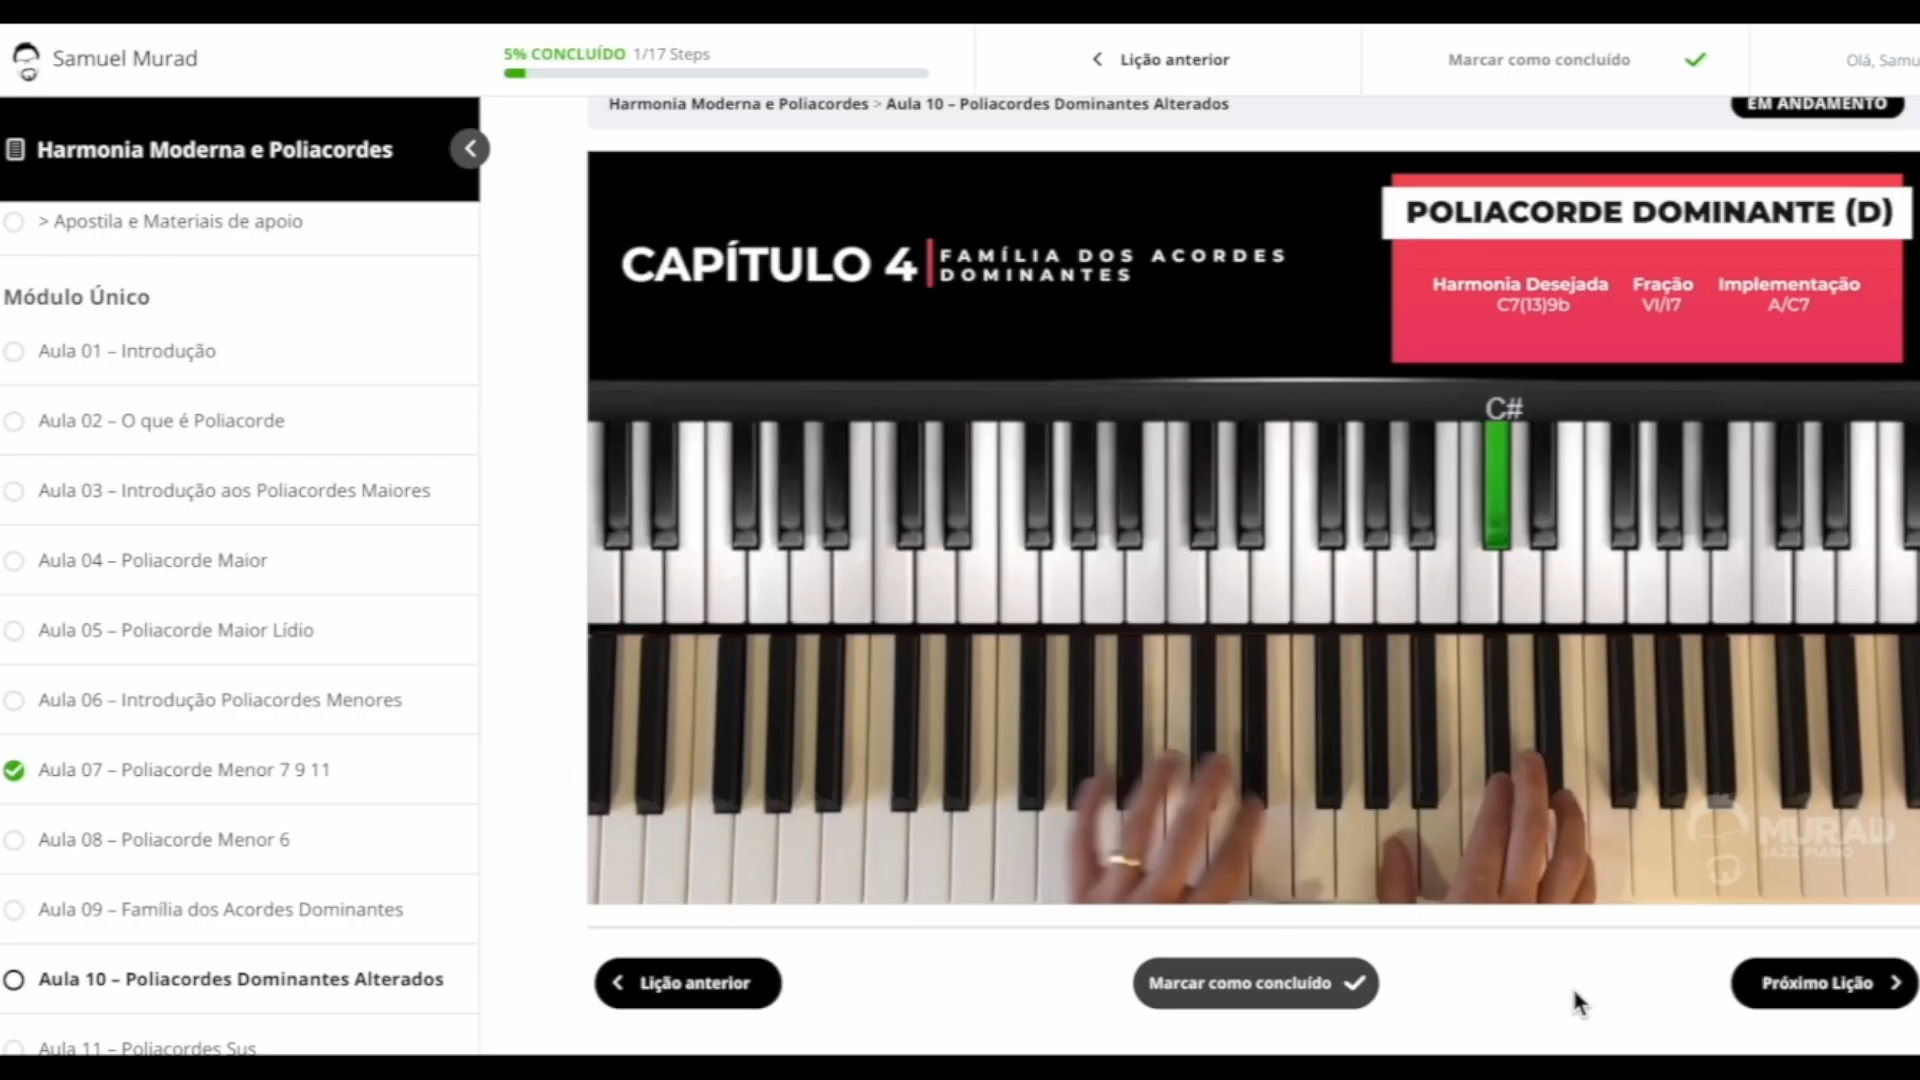 Samuel Murad
5% CONCLUÍDO 1/17 Steps
Lição anterior
Marcar como concluído
Olá, Samu
Harmonia Moderna e Poliacordes > Aula 10 – Poliacordes Dominantes Alterados
EM ANDAMENTO
Harmonia Moderna e Poliacordes
> Apostila e Materiais de apoio
Módulo Único
Aula 01 – Introdução
Aula 02 – O que é Poliacorde
Aula 03 – Introdução aos Poliacordes Maiores
Aula 04 – Poliacorde Maior
Aula 05 – Poliacorde Maior Lídio
Aula 06 – Introdução Poliacordes Menores
Aula 07 – Poliacorde Menor 7 9 11
Aula 08 – Poliacorde Menor 6
Aula 09 – Família dos Acordes Dominantes
Aula 10 – Poliacordes Dominantes Alterados
Aula 11 – Poliacordes Sus
CAPÍTULO 4
FAMÍLIA DOS ACORDES
DOMINANTES
POLIACORDE DOMINANTE (D)
Harmonia Desejada Fração Implementação
C7(13)9b VI/I7 A/C7
C#
MURAD
JAZZ PIANO
Lição anterior
Marcar como concluído
Próximo Lição